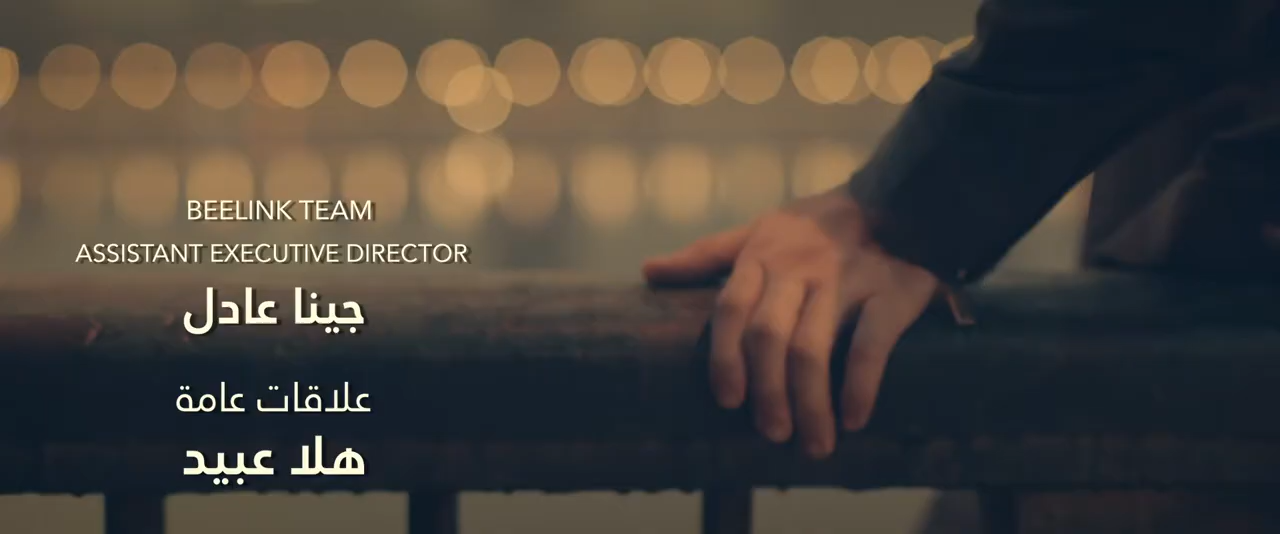 BEELINK TEAM
ASSISTANT EXECUTIVE DIRECTOR
جينا عادل
علاقات عامة
هلا عبيد